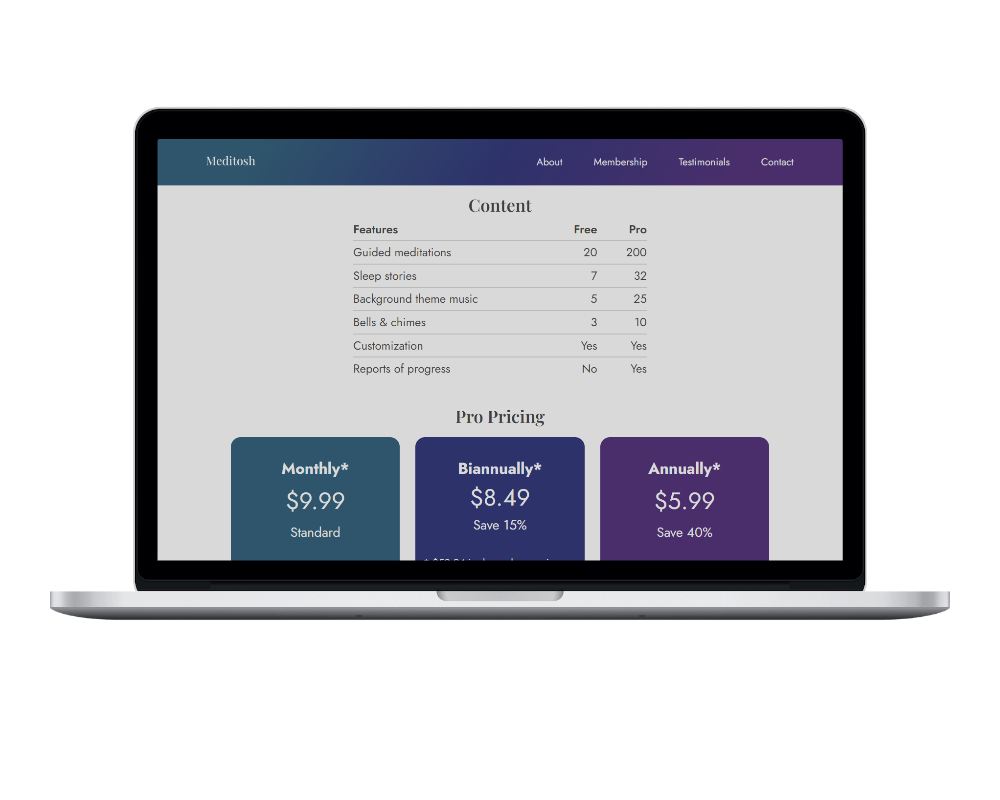 Meditosh About Membership Testimonials Contact
Content
Features Free Pro
Guided meditations 20 200
Sleep stories 7 32
Background theme music 5 25
Bells & chimes 3 10
Customization Yes Yes
Reports of progress No Yes
Pro Pricing
Monthly* Biannually* Annually*
$9.99 $8.49 $5.99
Standard Save 15% Save 40%